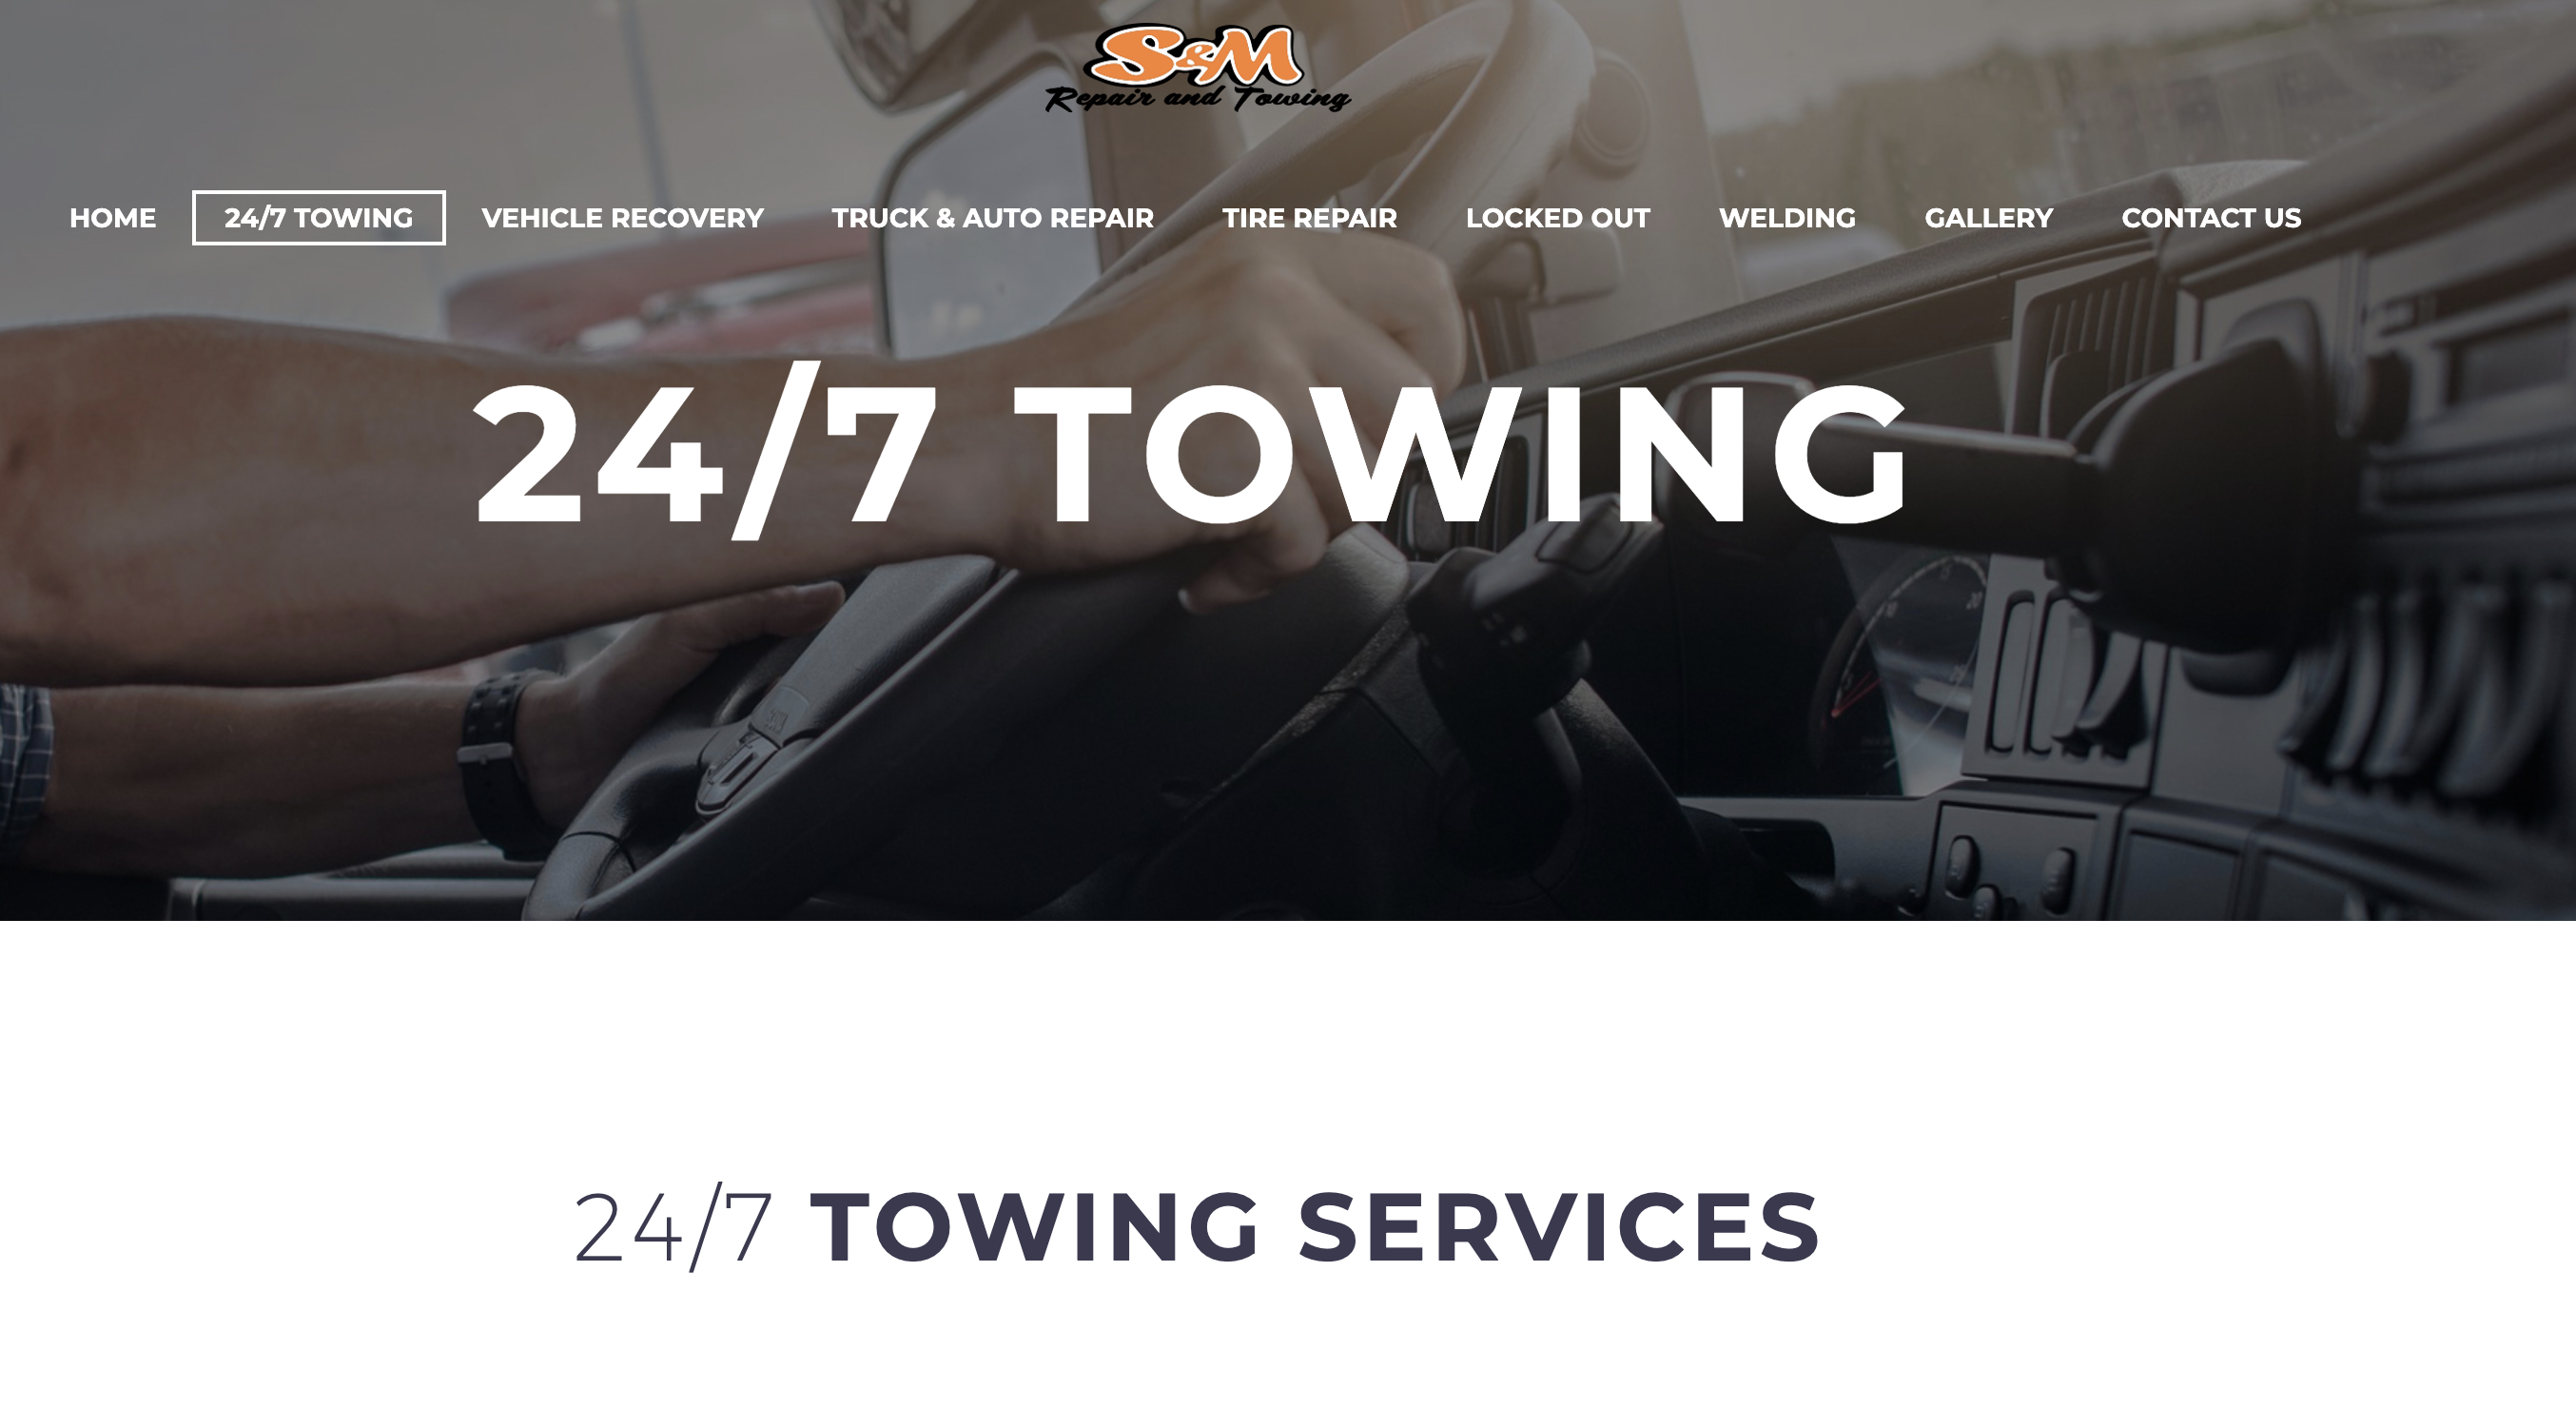 S&M
Repair and Towing
HOME 24/7 TOWING VEHICLE RECOVERY TRUCK & AUTO REPAIR TIRE REPAIR LOCKED OUT WELDING GALLERY CONTACT US
24/7 TOWING
24/7 TOWING SERVICES